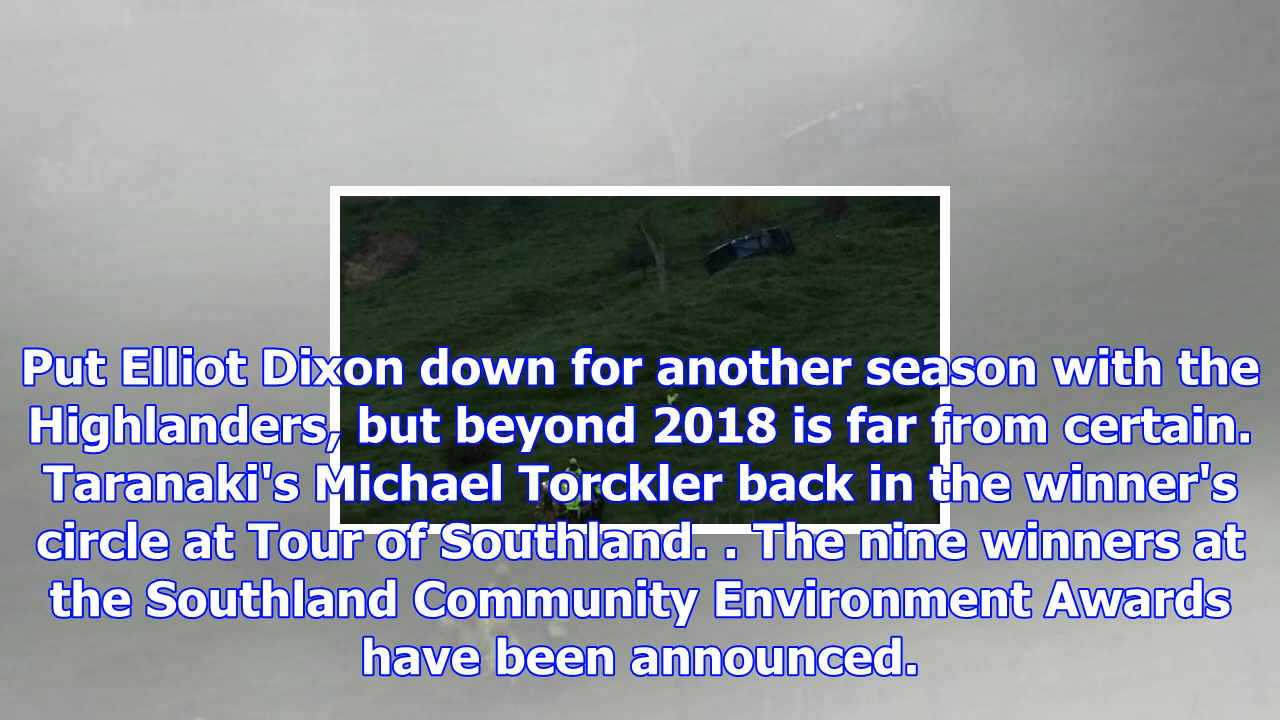 Put Elliot Dixon down for another season with the
Highlanders, but beyond 2018 is far from certain.
Taranaki's Michael Torckler back in the winner's
circle at Tour of Southland. . The nine winners at
the Southland Community Environment Awards
have been announced.